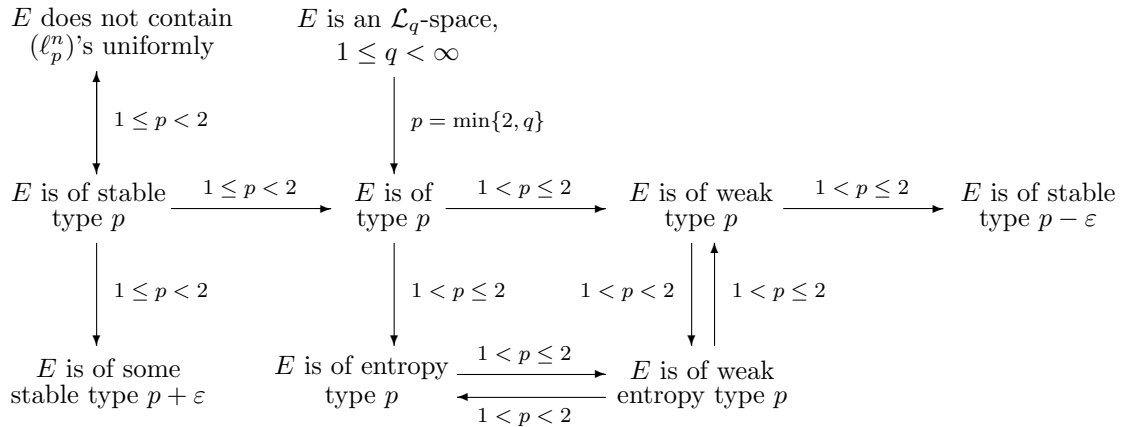 E does not contain
(ℓₚⁿ)'s uniformly
E is an 𝓛_q-space,
1 ≤ q < ∞
1 ≤ p < 2
p = min{2, q}
E is of stable
type p
1 ≤ p < 2
E is of
type p
1 < p ≤ 2
E is of weak
type p
1 < p ≤ 2
E is of stable
type p − ε
1 ≤ p < 2
1 < p ≤ 2
1 < p < 2
1 < p ≤ 2
E is of some
stable type p + ε
E is of entropy
type p
1 < p ≤ 2
1 < p < 2
E is of weak
entropy type p